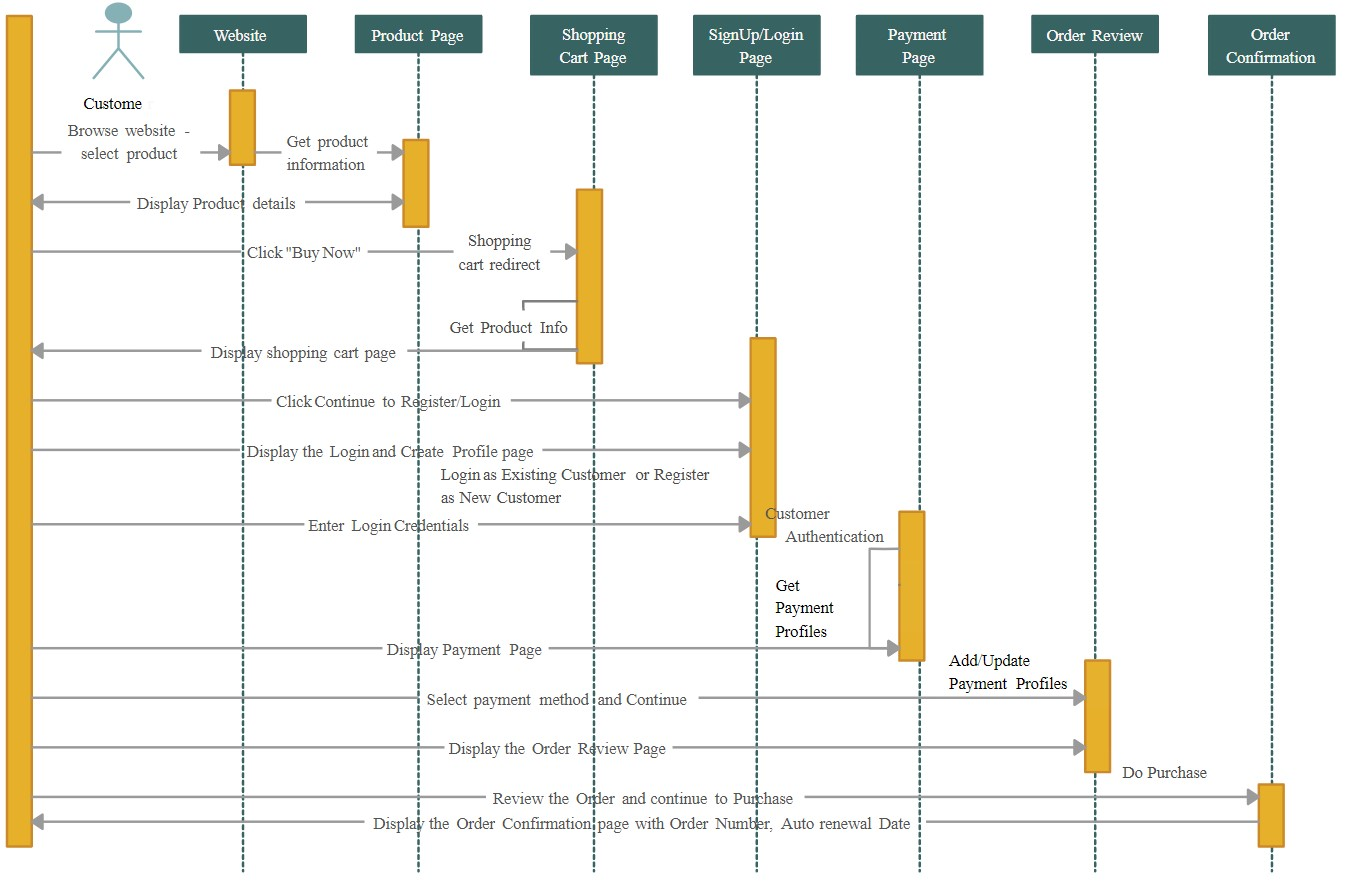 Website
Product Page
Shopping
Cart Page
SignUp/Login
Page
Payment
Page
Order Review
Order
Confirmation
Custome
Browse website -
select product
Get product
information
Display Product details
Click "Buy Now"
Shopping
cart redirect
Get Product Info
Display shopping cart page
Click Continue to Register/Login
Display the Login and Create Profile page
Login as Existing Customer or Register
as New Customer
Enter Login Credentials
Customer
Authentication
Get
Payment
Profiles
Display Payment Page
Add/Update
Payment Profiles
Select payment method and Continue
Display the Order Review Page
Do Purchase
Review the Order and continue to Purchase
Display the Order Confirmation page with Order Number, Auto renewal Date